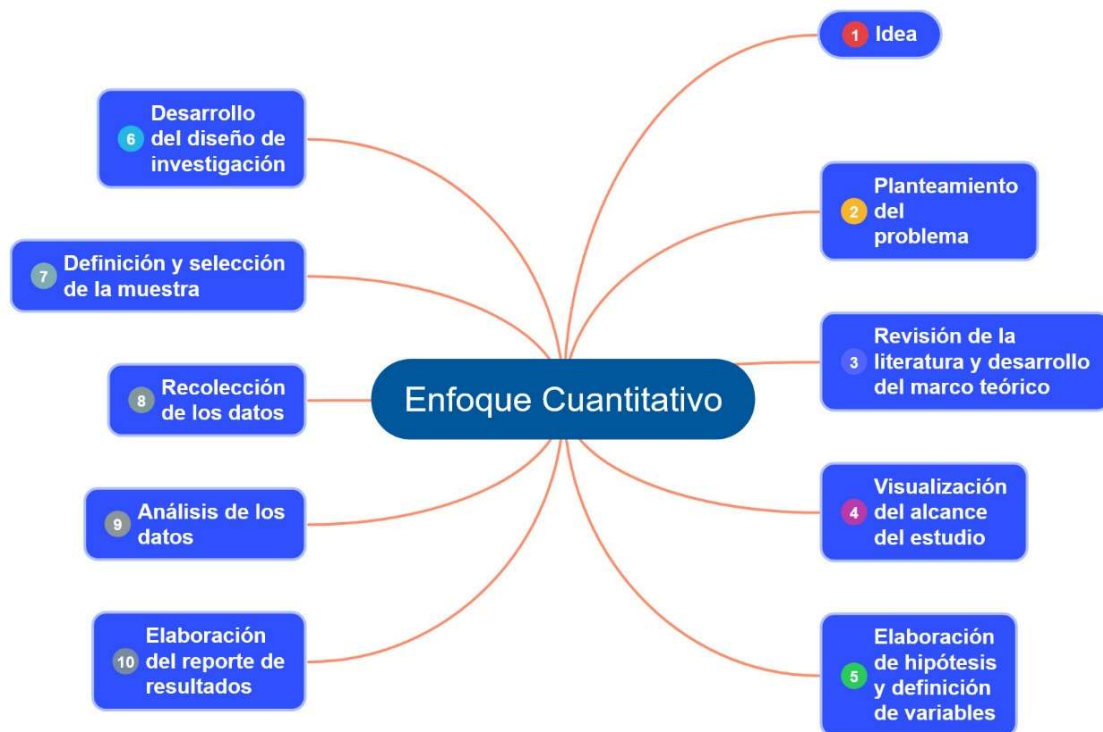 Enfoque Cuantitativo
1 Idea
2 Planteamiento
del
problema
3 Revisión de la
literatura y desarrollo
del marco teórico
4 Visualización
del alcance
del estudio
5 Elaboración
de hipótesis
y definición
de variables
6 Desarrollo
del diseño de
investigación
7 Definición y selección
de la muestra
8 Recolección
de los datos
9 Análisis de los
datos
10 Elaboración
del reporte de
resultados